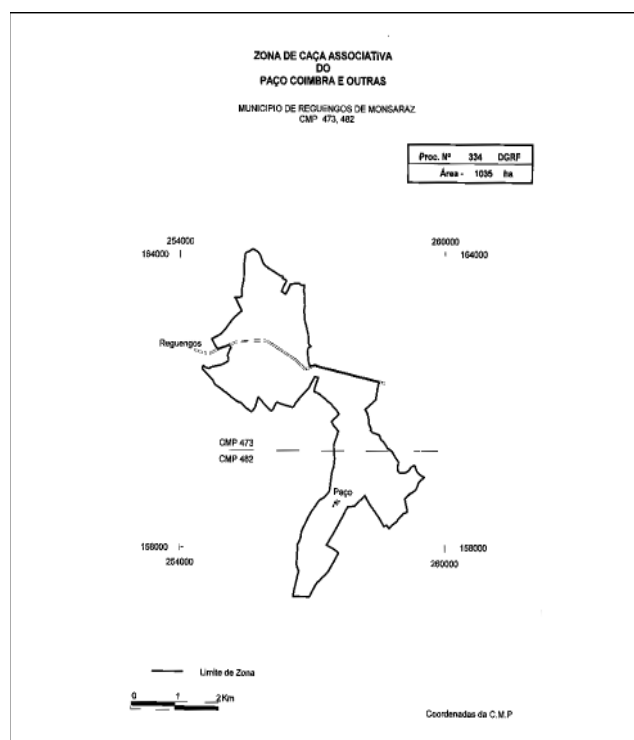 ZONA DE CAÇA ASSOCIATIVA
DO
PAÇO COIMBRA E OUTRAS
MUNICIPIO DE REGUENGOS DE MONSARAZ
CMP 473, 482
Proc. Nº 334 DGRF
Área - 1035 ha
254000
164000
260000
164000
Reguengos
CMP 473
CMP 482
Paço
158000
254000
158000
260000
Limite de Zona
0 1 2Km
Coordenadas da C.M.P